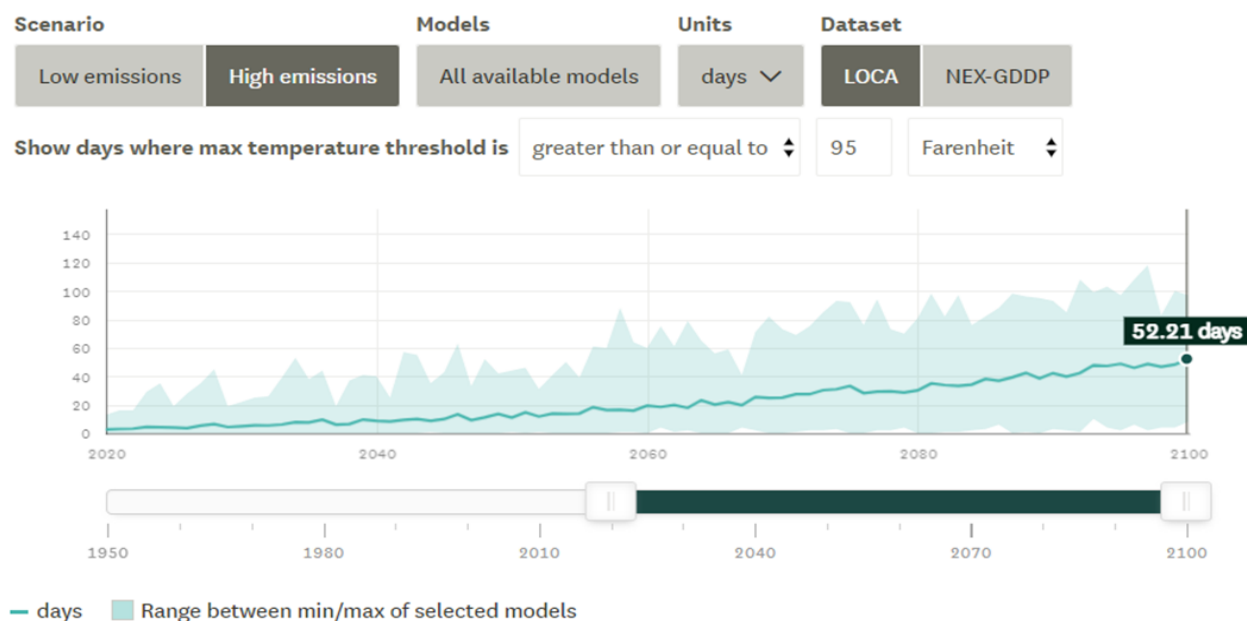 Scenario Models Units Dataset
Low emissions High emissions All available models days LOCA NEX-GDDP
Show days where max temperature threshold is greater than or equal to 95 Farenheit
140
120
100
80
60
40
20
0
52.21 days
2020 2040 2060 2080 2100
1950 1980 2010 2040 2070 2100
days Range between min/max of selected models